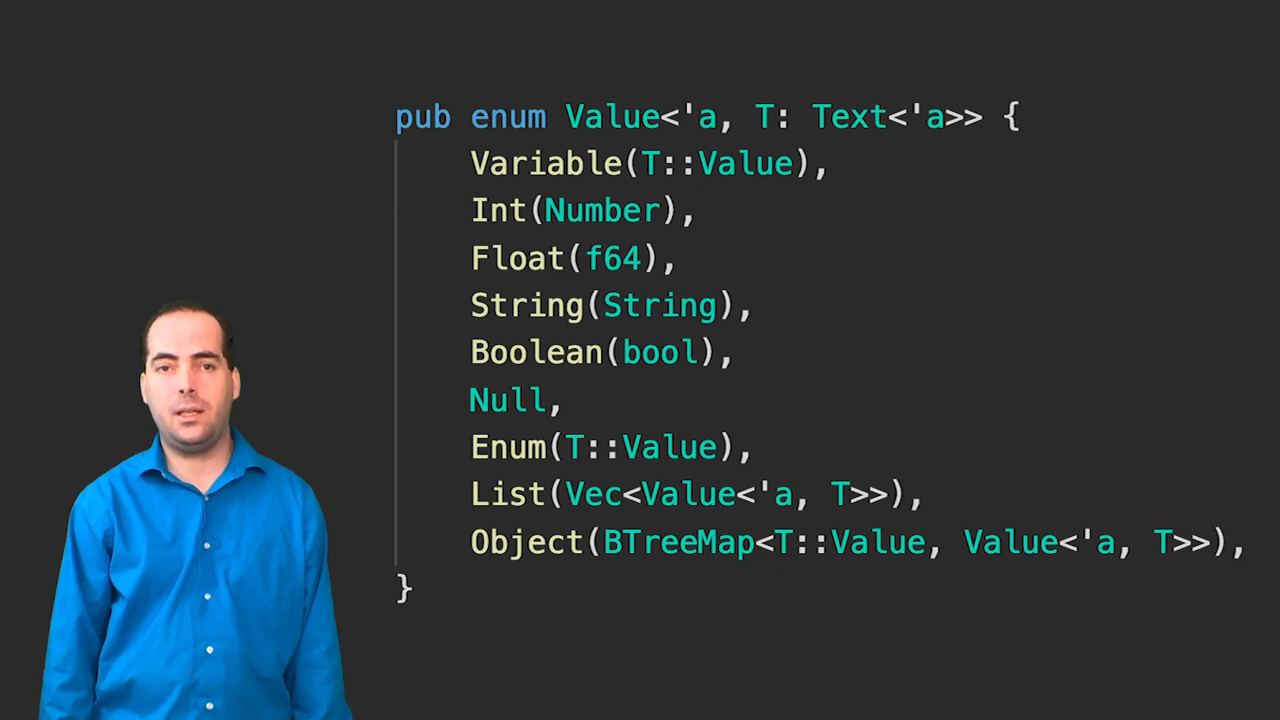 pub enum Value<'a, T: Text<'a>> {
Variable(T::Value),
Int(Number),
Float(f64),
String(String),
Boolean(bool),
Null,
Enum(T::Value),
List(Vec<Value<'a, T>>),
Object(BTreeMap<T::Value, Value<'a, T>>),
}